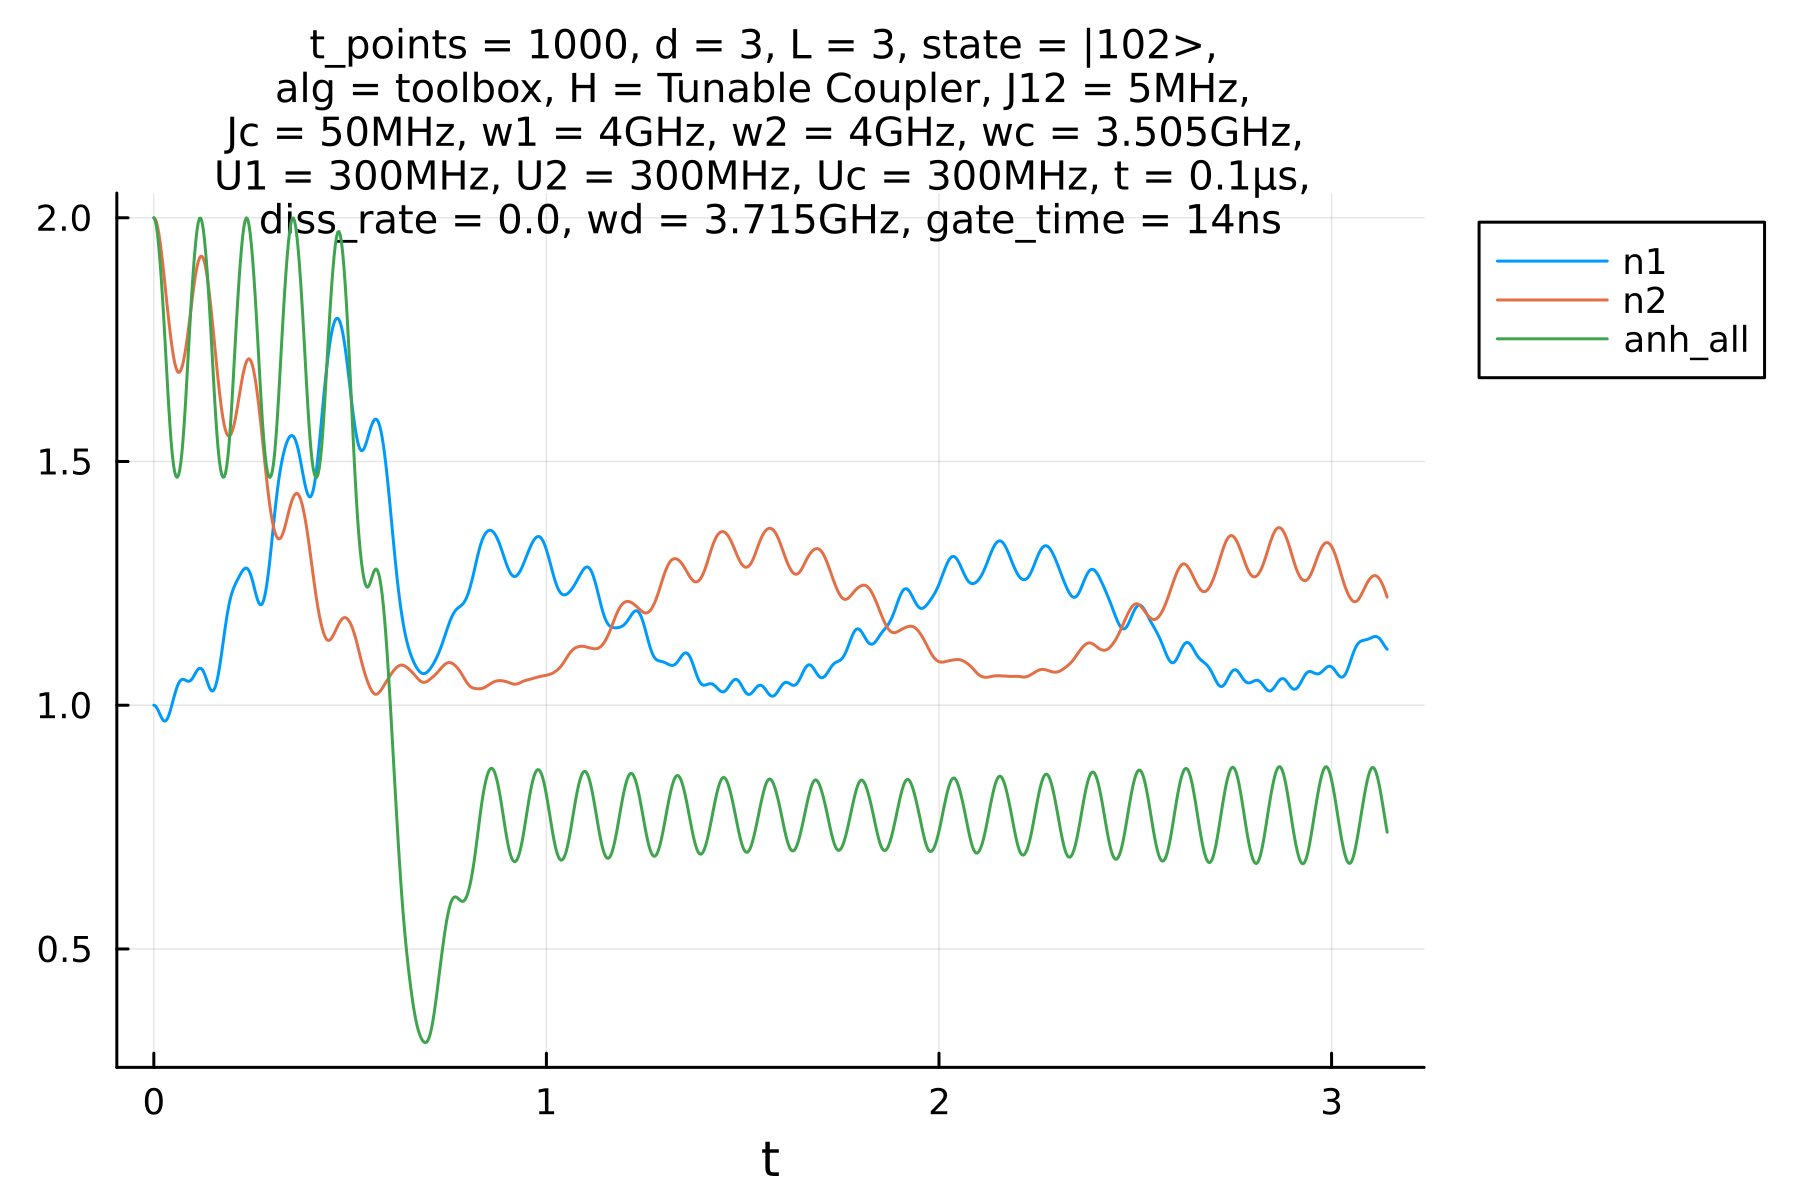 t_points = 1000, d = 3, L = 3, state = |102>,
alg = toolbox, H = Tunable Coupler, J12 = 5MHz,
Jc = 50MHz, w1 = 4GHz, w2 = 4GHz, wc = 3.505GHz,
U1 = 300MHz, U2 = 300MHz, Uc = 300MHz, t = 0.1μs,
diss_rate = 0.0, wd = 3.715GHz, gate_time = 14ns
2.0
1.5
1.0
0.5
0
1
2
3
t
n1
n2
anh_all